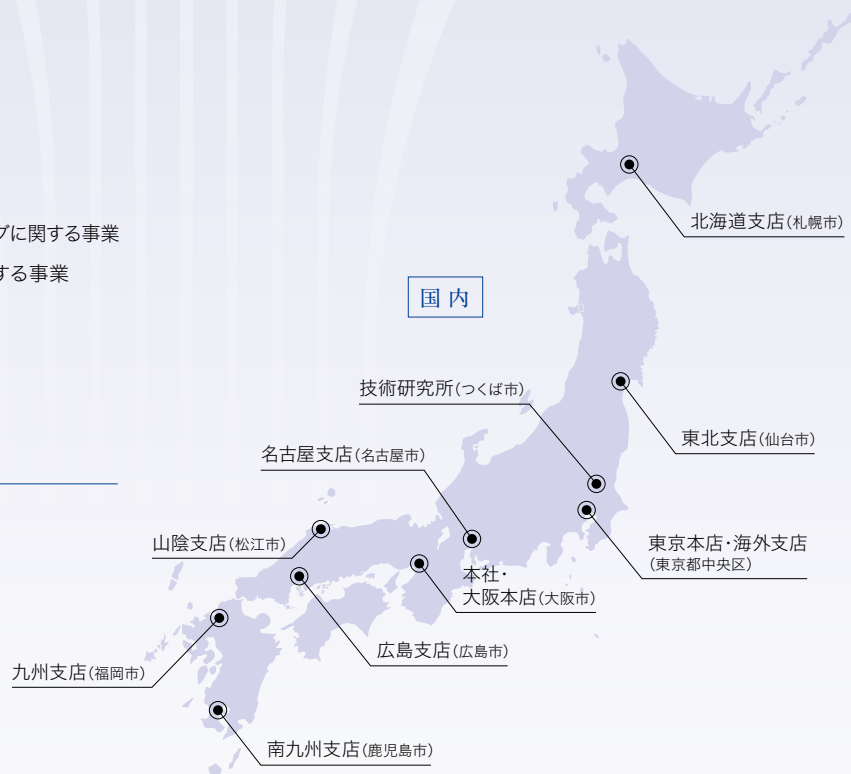 グに関する事業
する事業
国内
北海道支店(札幌市)
技術研究所(つくば市)
東北支店(仙台市)
名古屋支店(名古屋市)
山陰支店(松江市)
東京本店・海外支店
(東京都中央区)
本社・
大阪本店(大阪市)
広島支店(広島市)
九州支店(福岡市)
南九州支店(鹿児島市)